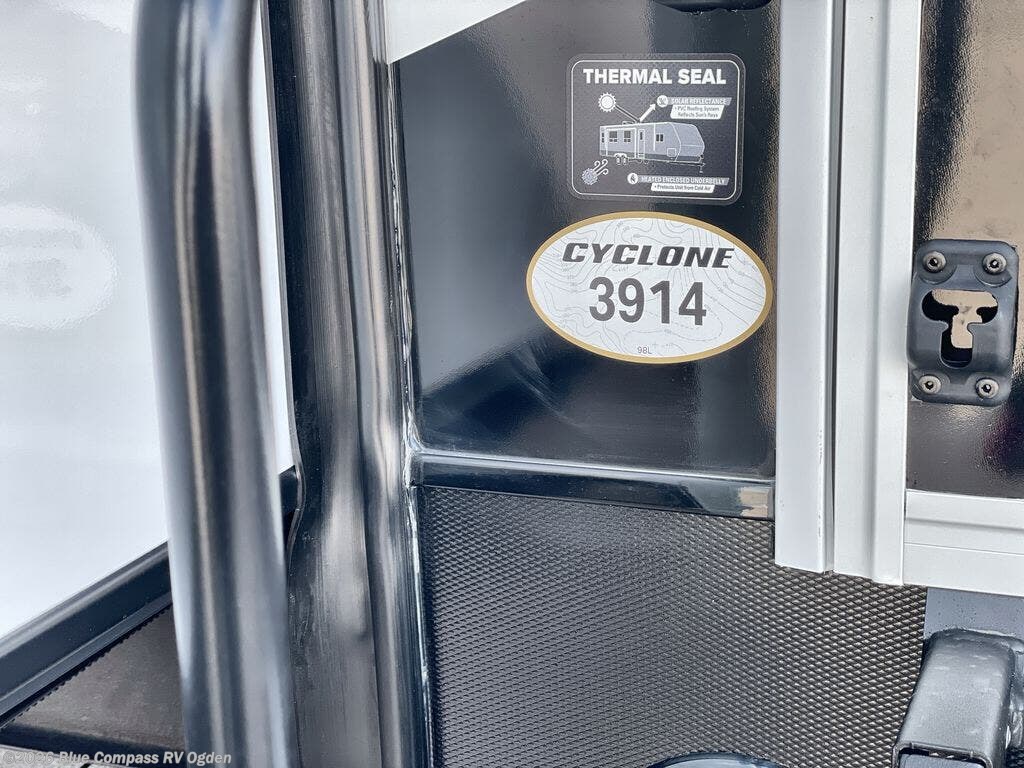 THERMAL SEAL
SOLAR REFLECTANCE
• PVC Roofing System
Reflects Sun's Rays
HEATED ENCLOSED UNDERBELLY
• Protects Unit from Cold Air
CYCLONE
3914
98L
Blue Compass RV Ogden